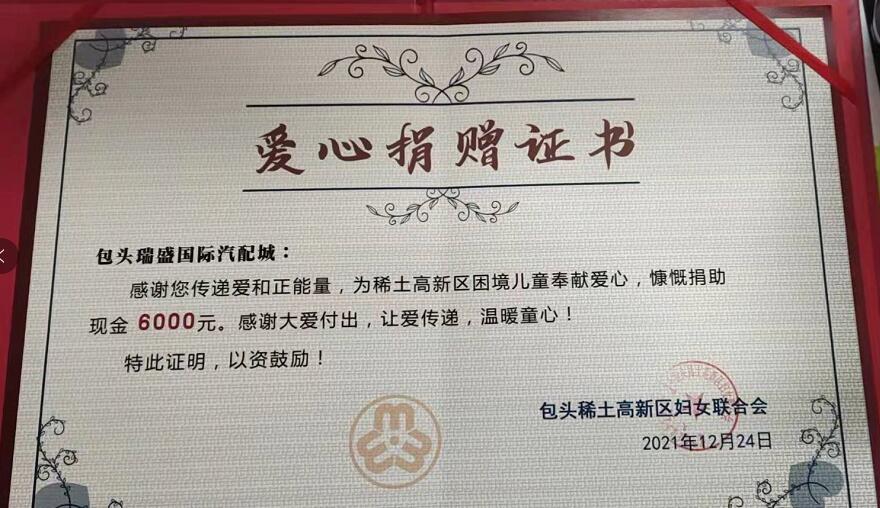 爱心捐赠证书
包头瑞盛国际汽配城：
感谢您传递爱和正能量，为稀土高新区困境儿童奉献爱心，慷慨捐助
现金 6000元。感谢大爱付出，让爱传递，温暖童心！
特此证明，以资鼓励！
包头稀土高新区妇女联合会
2021年12月24日